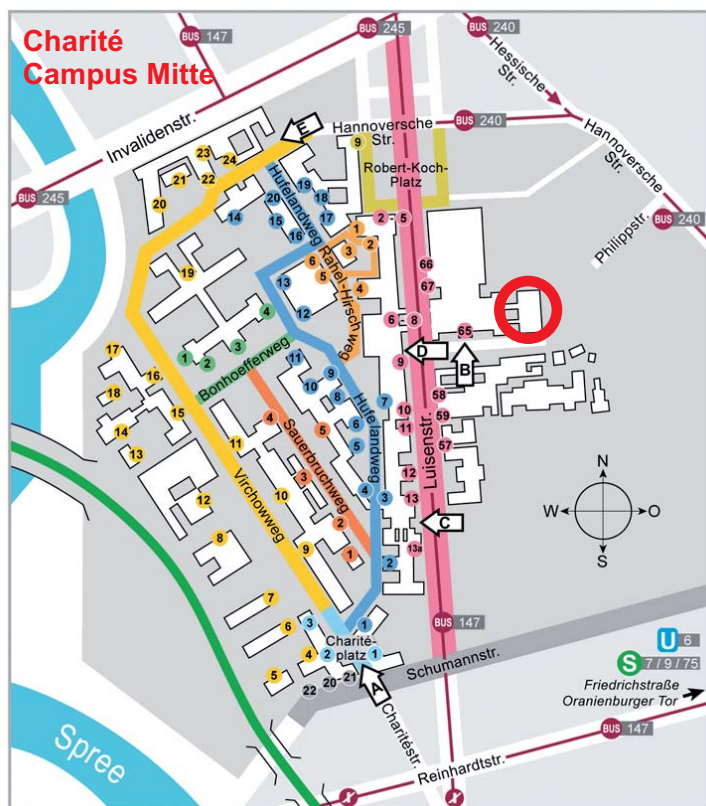 Charité
Campus Mitte
BUS 147
BUS 245
BUS 240
Hessische
Str.
Invalidenstr.
E
Hannoversche
Str.
BUS 240
Hannoversche
Str.
9
Robert-Koch-
Platz
23
24
21
22
20
BUS 245
Hufelandweg
19
20
18
15
17
16
14
2
5
BUS 240
Philippstr.
1
2
3
6
5
4
Rahel-Hirsch weg
66
67
19
13
12
4
6
8
65
D
B
9
1
2
3
Bonhoefferweg
17
16
18
15
14
13
11
9
10
8
7
6
5
Hufelandweg
58
59
57
10
11
4
5
Sauerbruchweg
3
2
1
11
10
12
9
8
Virchowweg
Luisenstr.
12
13
C
13a
4
3
2
N
W
O
S
7
6
5
4
3
2
1
1
Charité-
platz
22
20
21
A
Charitéstr.
Schumannstr.
BUS 147
U 6
S 7 / 9 / 75
Friedrichstraße
Oranienburger Tor
BUS 147
Reinhardtstr.
Spree
X
X